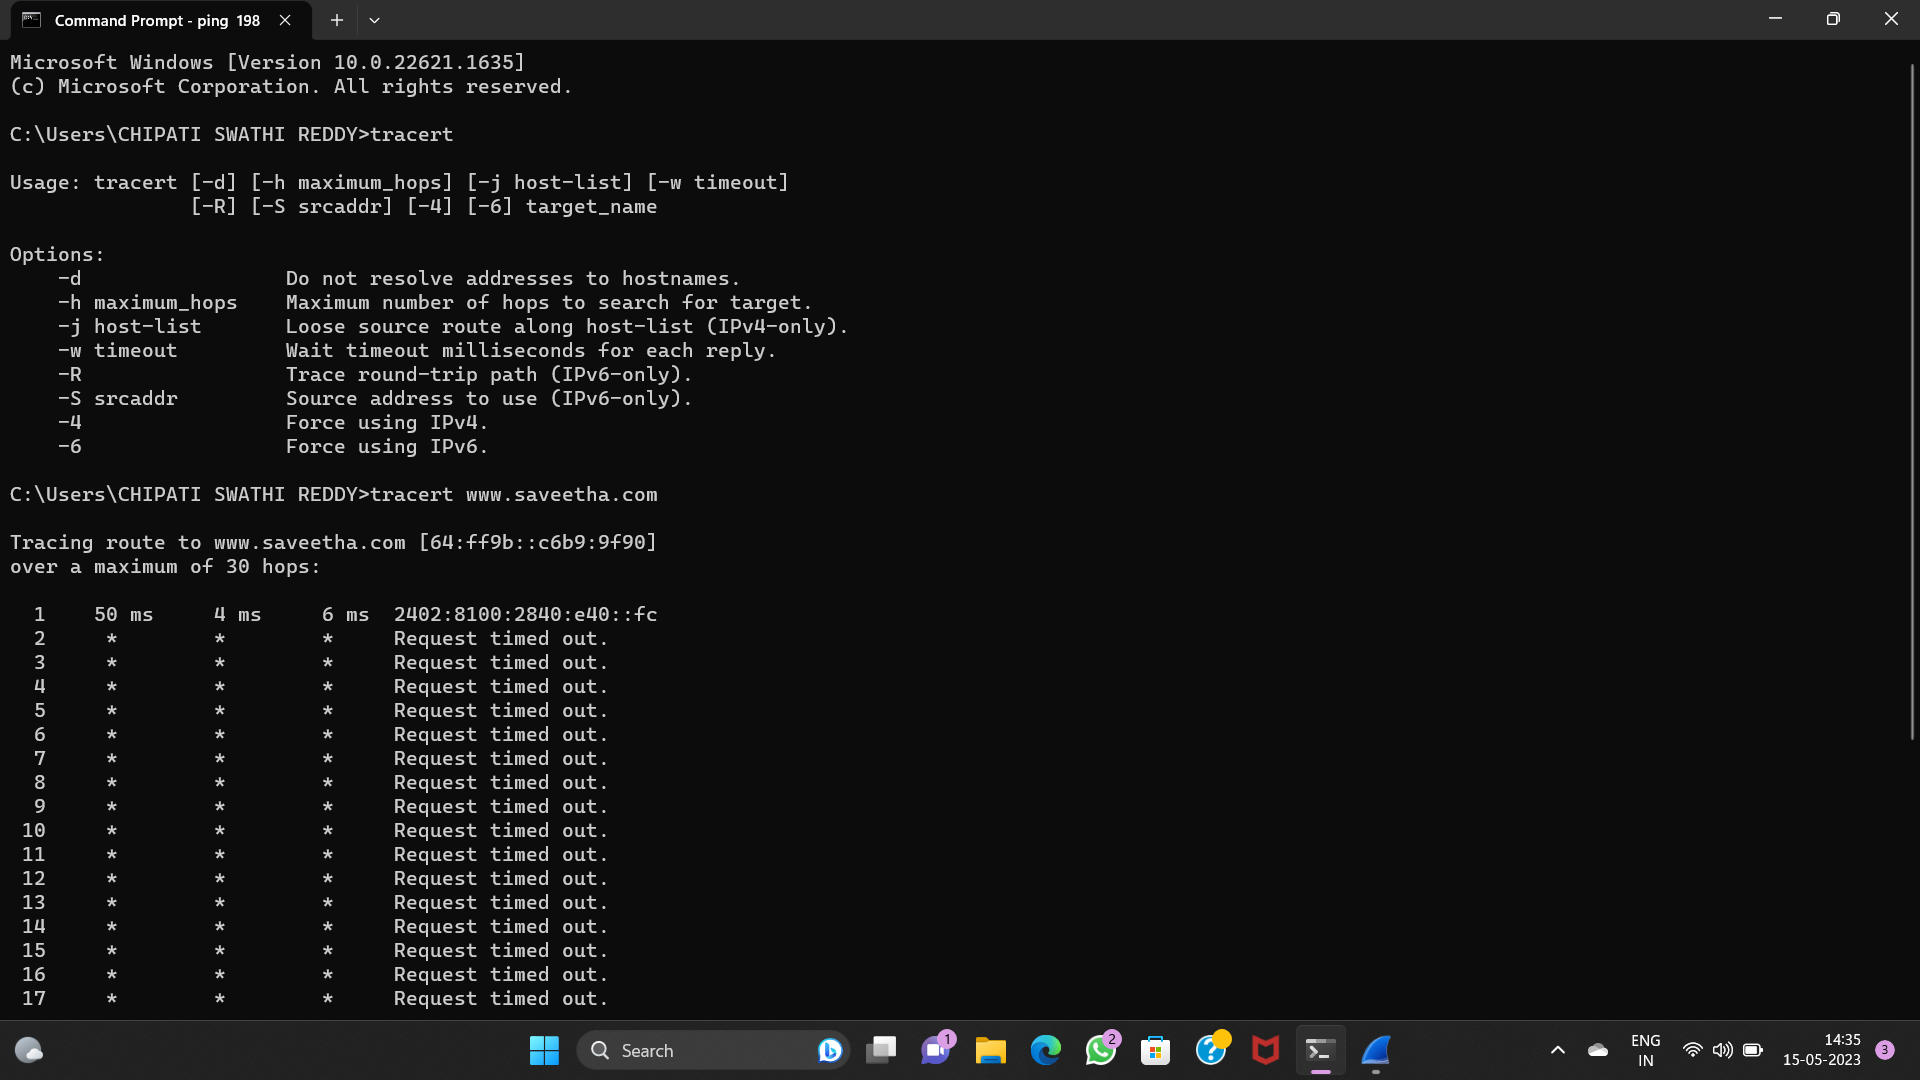 Command Prompt - ping  198
Microsoft Windows [Version 10.0.22621.1635]
(c) Microsoft Corporation. All rights reserved.
C:\Users\CHIPATI SWATHI REDDY>tracert
Usage: tracert [-d] [-h maximum_hops] [-j host-list] [-w timeout]
               [-R] [-S srcaddr] [-4] [-6] target_name
Options:
    -d                 Do not resolve addresses to hostnames.
    -h maximum_hops    Maximum number of hops to search for target.
    -j host-list       Loose source route along host-list (IPv4-only).
    -w timeout         Wait timeout milliseconds for each reply.
    -R                 Trace round-trip path (IPv6-only).
    -S srcaddr         Source address to use (IPv6-only).
    -4                 Force using IPv4.
    -6                 Force using IPv6.
C:\Users\CHIPATI SWATHI REDDY>tracert www.saveetha.com
Tracing route to www.saveetha.com [64:ff9b::c6b9:9f90]
over a maximum of 30 hops:
  1    50 ms     4 ms     6 ms  2402:8100:2840:e40::fc
  2     *        *        *     Request timed out.
  3     *        *        *     Request timed out.
  4     *        *        *     Request timed out.
  5     *        *        *     Request timed out.
  6     *        *        *     Request timed out.
  7     *        *        *     Request timed out.
  8     *        *        *     Request timed out.
  9     *        *        *     Request timed out.
 10     *        *        *     Request timed out.
 11     *        *        *     Request timed out.
 12     *        *        *     Request timed out.
 13     *        *        *     Request timed out.
 14     *        *        *     Request timed out.
 15     *        *        *     Request timed out.
 16     *        *        *     Request timed out.
 17     *        *        *     Request timed out.
Search
1
2
ENG
IN
14:35
15-05-2023
3